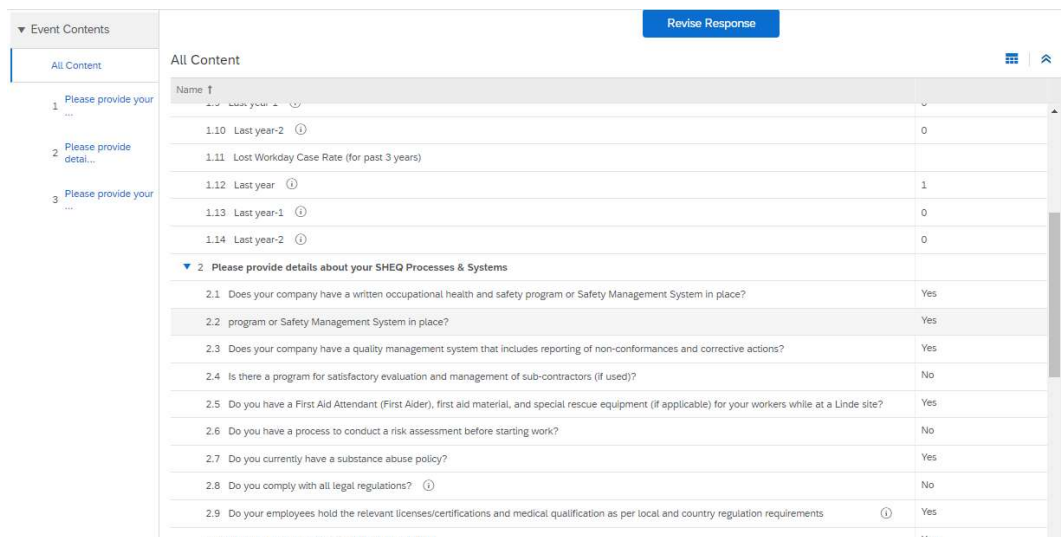 Revise Response
▼ Event Contents
All Content
1 Please provide your ...
2 Please provide detai...
3 Please provide your ...
All Content
Name ↑
1.9 Last year-1 0
1.10 Last year-2 0
1.11 Lost Workday Case Rate (for past 3 years)
1.12 Last year 1
1.13 Last year-1 0
1.14 Last year-2 0
▼ 2 Please provide details about your SHEQ Processes & Systems
2.1 Does your company have a written occupational health and safety program or Safety Management System in place? Yes
2.2 program or Safety Management System in place? Yes
2.3 Does your company have a quality management system that includes reporting of non-conformances and corrective actions? Yes
2.4 Is there a program for satisfactory evaluation and management of sub-contractors (if used)? No
2.5 Do you have a First Aid Attendant (First Aider), first aid material, and special rescue equipment (if applicable) for your workers while at a Linde site? Yes
2.6 Do you have a process to conduct a risk assessment before starting work? No
2.7 Do you currently have a substance abuse policy? Yes
2.8 Do you comply with all legal regulations? No
2.9 Do your employees hold the relevant licenses/certifications and medical qualification as per local and country regulation requirements Yes